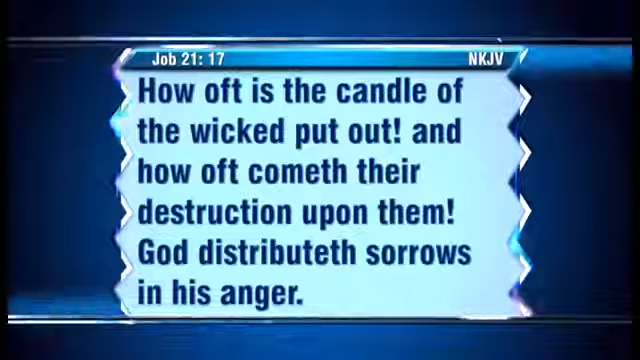 Job 21: 17 NKJV
How oft is the candle of
the wicked put out! and
how oft cometh their
destruction upon them!
God distributeth sorrows
in his anger.